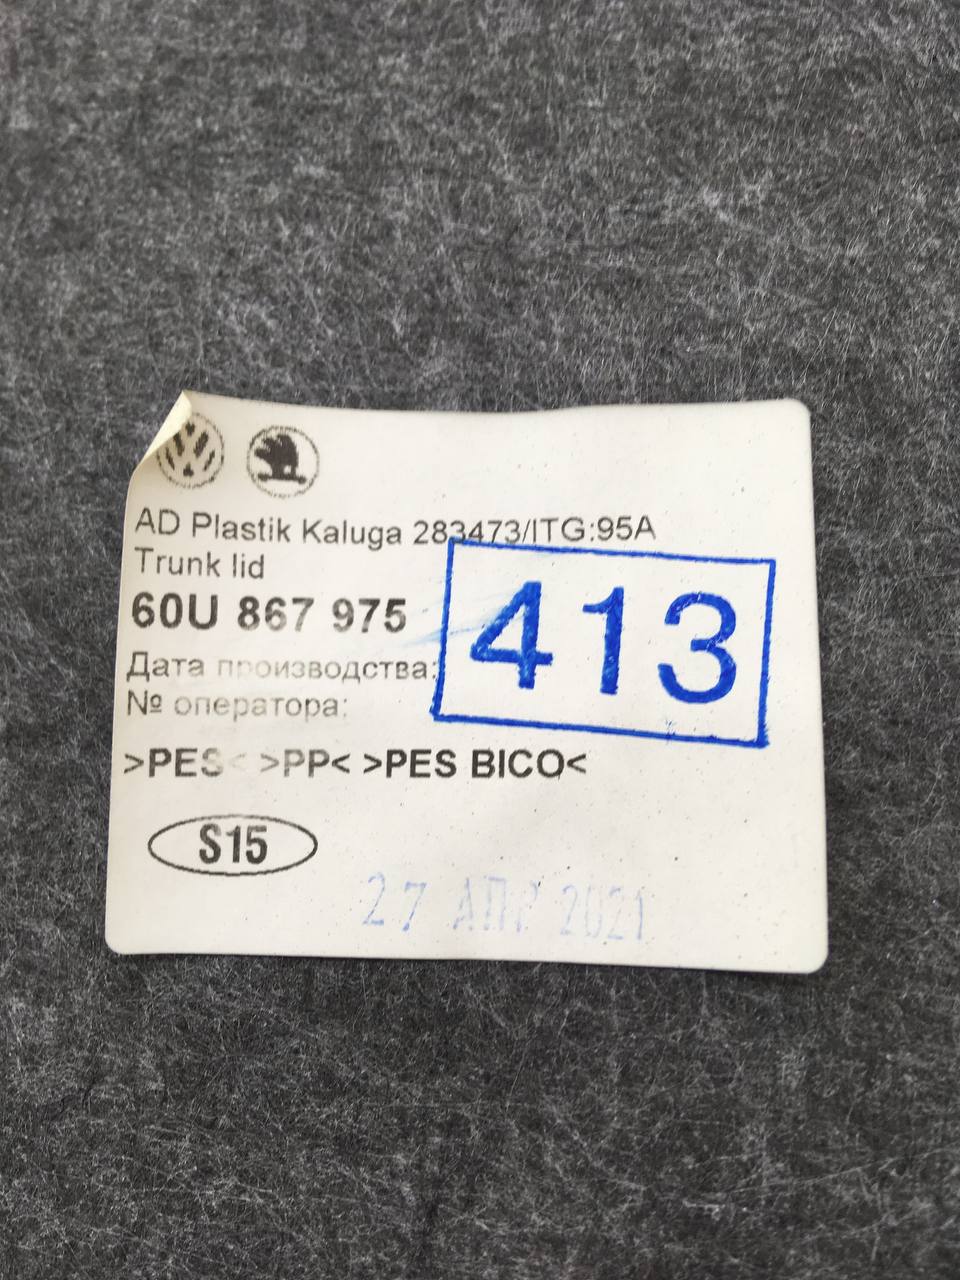 AD Plastik Kaluga 283473/ITG:95A
Trunk lid
60U 867 975
413
Дата производства:
№ оператора:
>PES< >PP< >PES BICO<
S15
27 АПР 2021